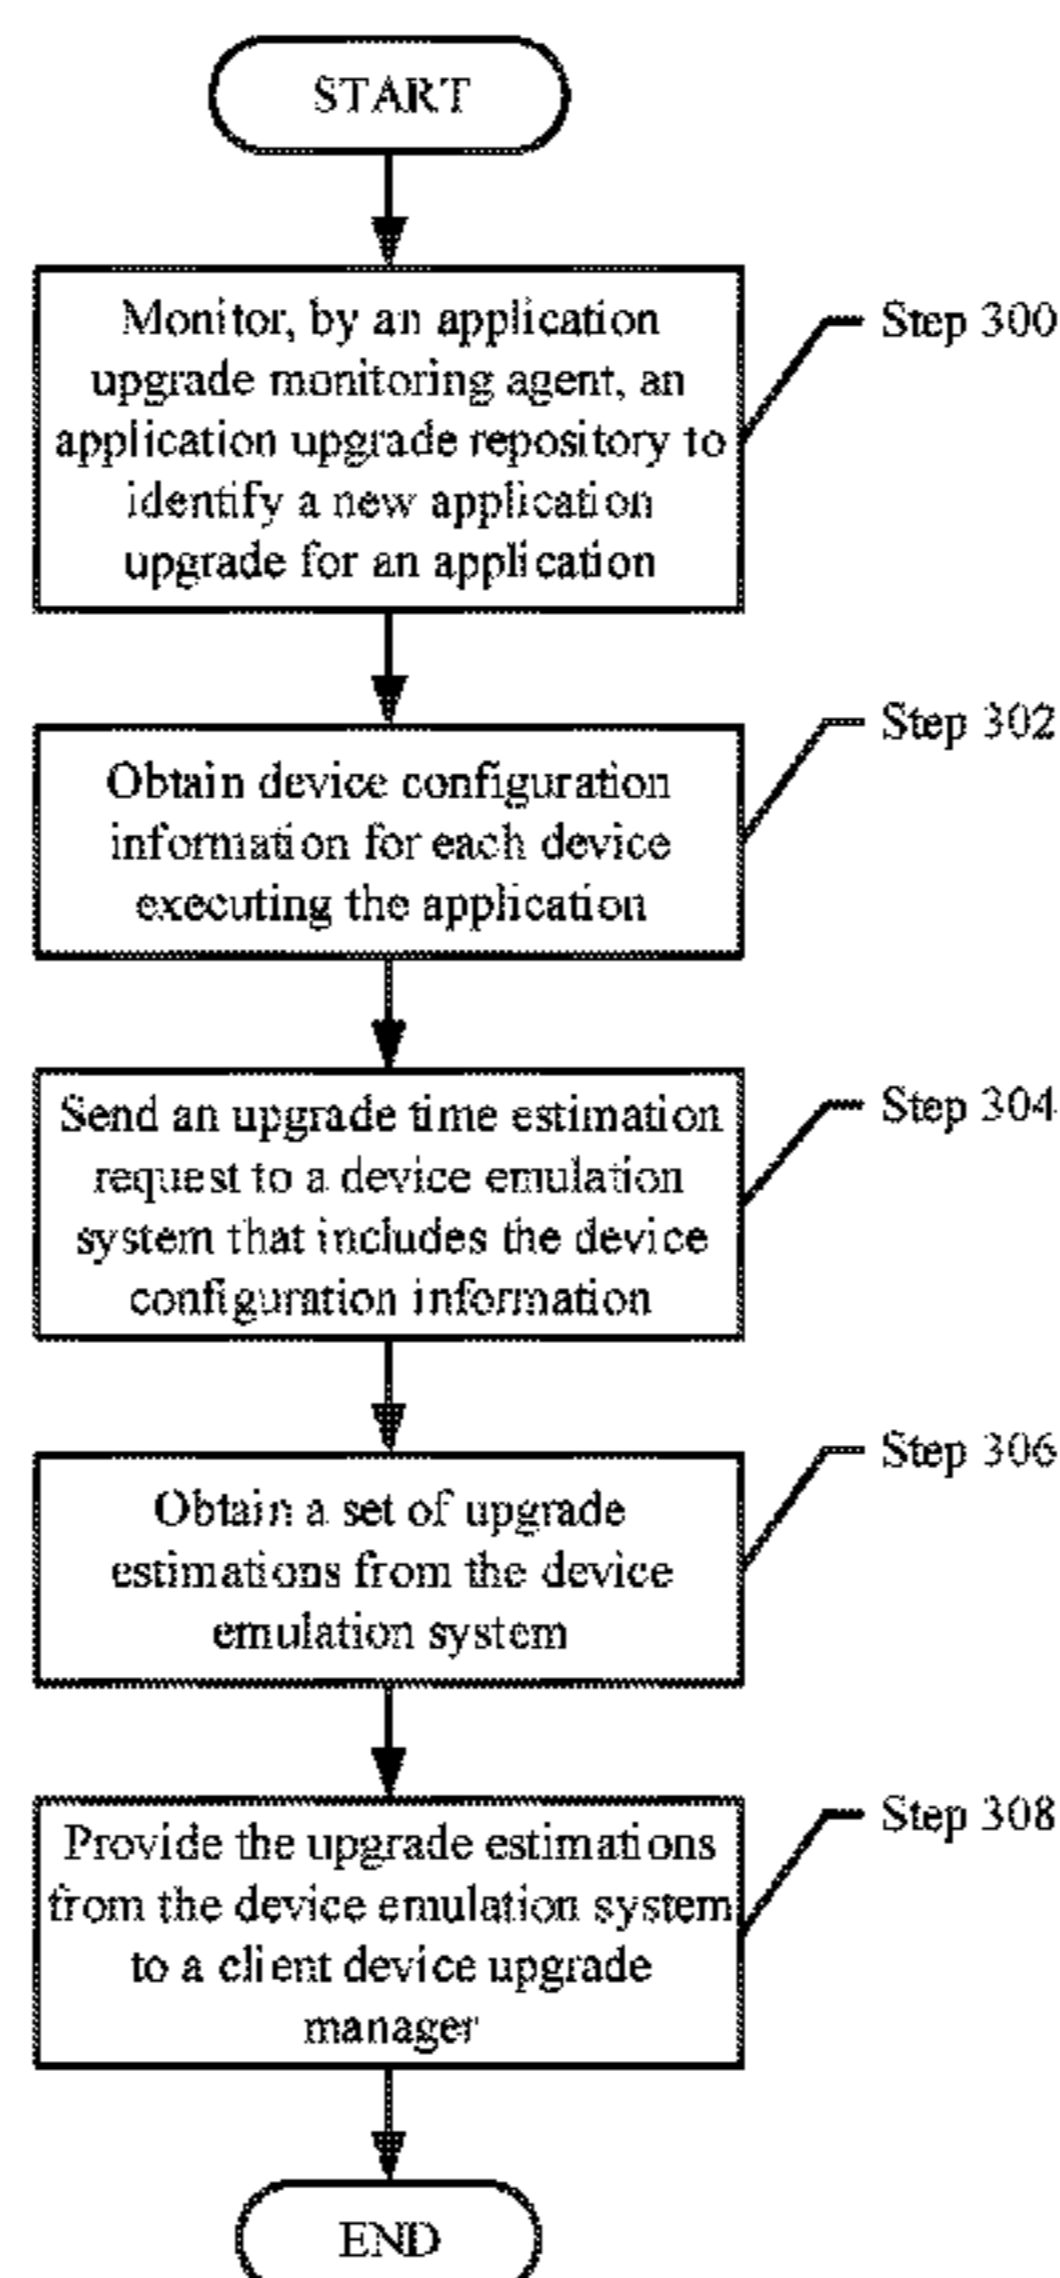 START
Monitor, by an application
upgrade monitoring agent, an
application upgrade repository to
identify a new application
upgrade for an application
Step 300
Obtain device configuration
information for each device
executing the application
Step 302
Send an upgrade time estimation
request to a device emulation
system that includes the device
configuration information
Step 304
Obtain a set of upgrade
estimations from the device
emulation system
Step 306
Provide the upgrade estimations
from the device emulation system
to a client device upgrade
manager
Step 308
END